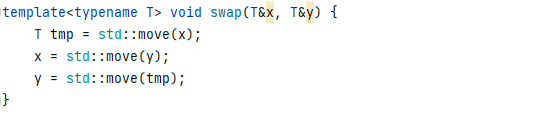 template<typename T> void swap(T&x, T&y) {
    T tmp = std::move(x);
    x = std::move(y);
    y = std::move(tmp);
}